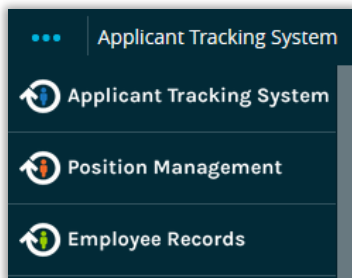 Applicant Tracking System
Applicant Tracking System
Position Management
Employee Records